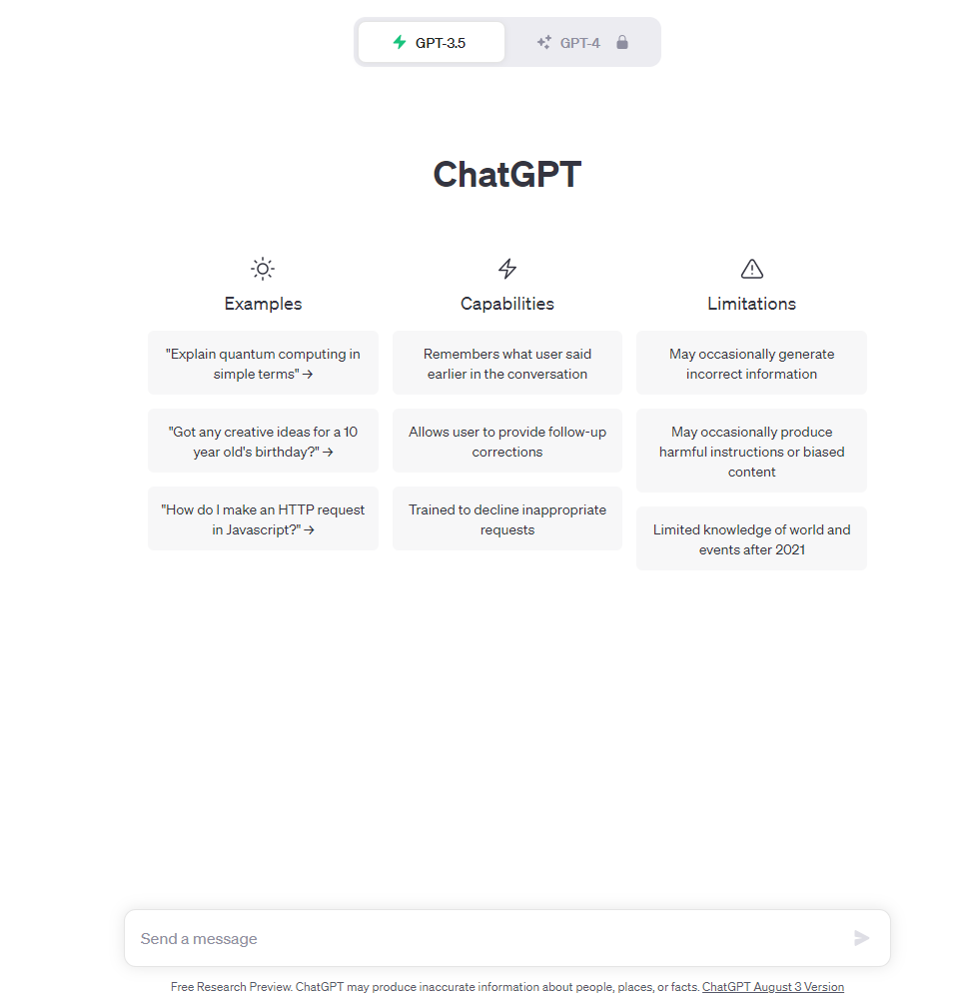 GPT-3.5
GPT-4
ChatGPT
Examples
"Explain quantum computing in
simple terms" →
"Got any creative ideas for a 10
year old's birthday?" →
"How do I make an HTTP request
in Javascript?" →
Capabilities
Remembers what user said
earlier in the conversation
Allows user to provide follow-up
corrections
Trained to decline inappropriate
requests
Limitations
May occasionally generate
incorrect information
May occasionally produce
harmful instructions or biased
content
Limited knowledge of world and
events after 2021
Send a message
Free Research Preview. ChatGPT may produce inaccurate information about people, places, or facts. ChatGPT August 3 Version